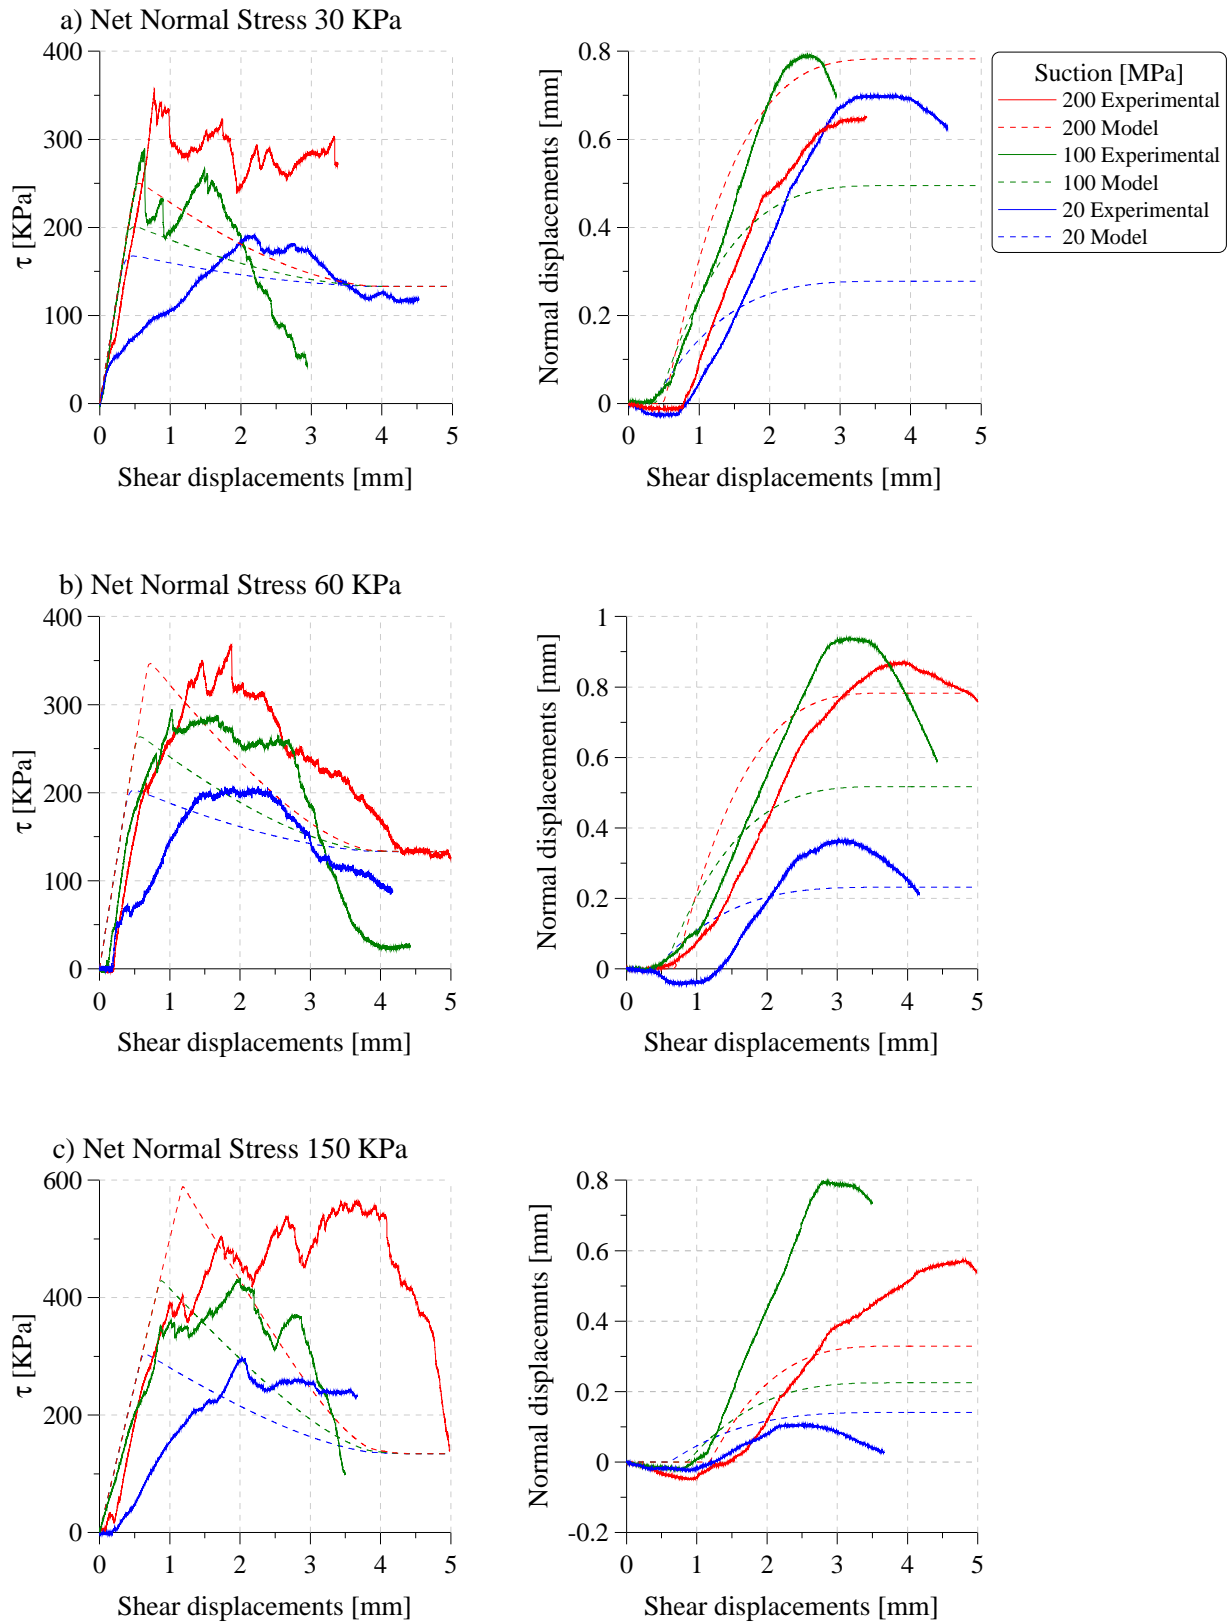 a) Net Normal Stress 30 KPa
400
300
200
100
0
τ [KPa]
0 1 2 3 4 5
Shear displacements [mm]
0.8
0.6
0.4
0.2
0
Normal displacements [mm]
0 1 2 3 4 5
Shear displacements [mm]
Suction [MPa]
200 Experimental
200 Model
100 Experimental
100 Model
20 Experimental
20 Model
b) Net Normal Stress 60 KPa
400
300
200
100
0
τ [KPa]
0 1 2 3 4 5
Shear displacements [mm]
1
0.8
0.6
0.4
0.2
0
Normal displacements [mm]
0 1 2 3 4 5
Shear displacements [mm]
c) Net Normal Stress 150 KPa
600
400
200
0
τ [KPa]
0 1 2 3 4 5
Shear displacements [mm]
0.8
0.6
0.4
0.2
0
-0.2
Normal displacemnts [mm]
0 1 2 3 4 5
Shear displacements [mm]